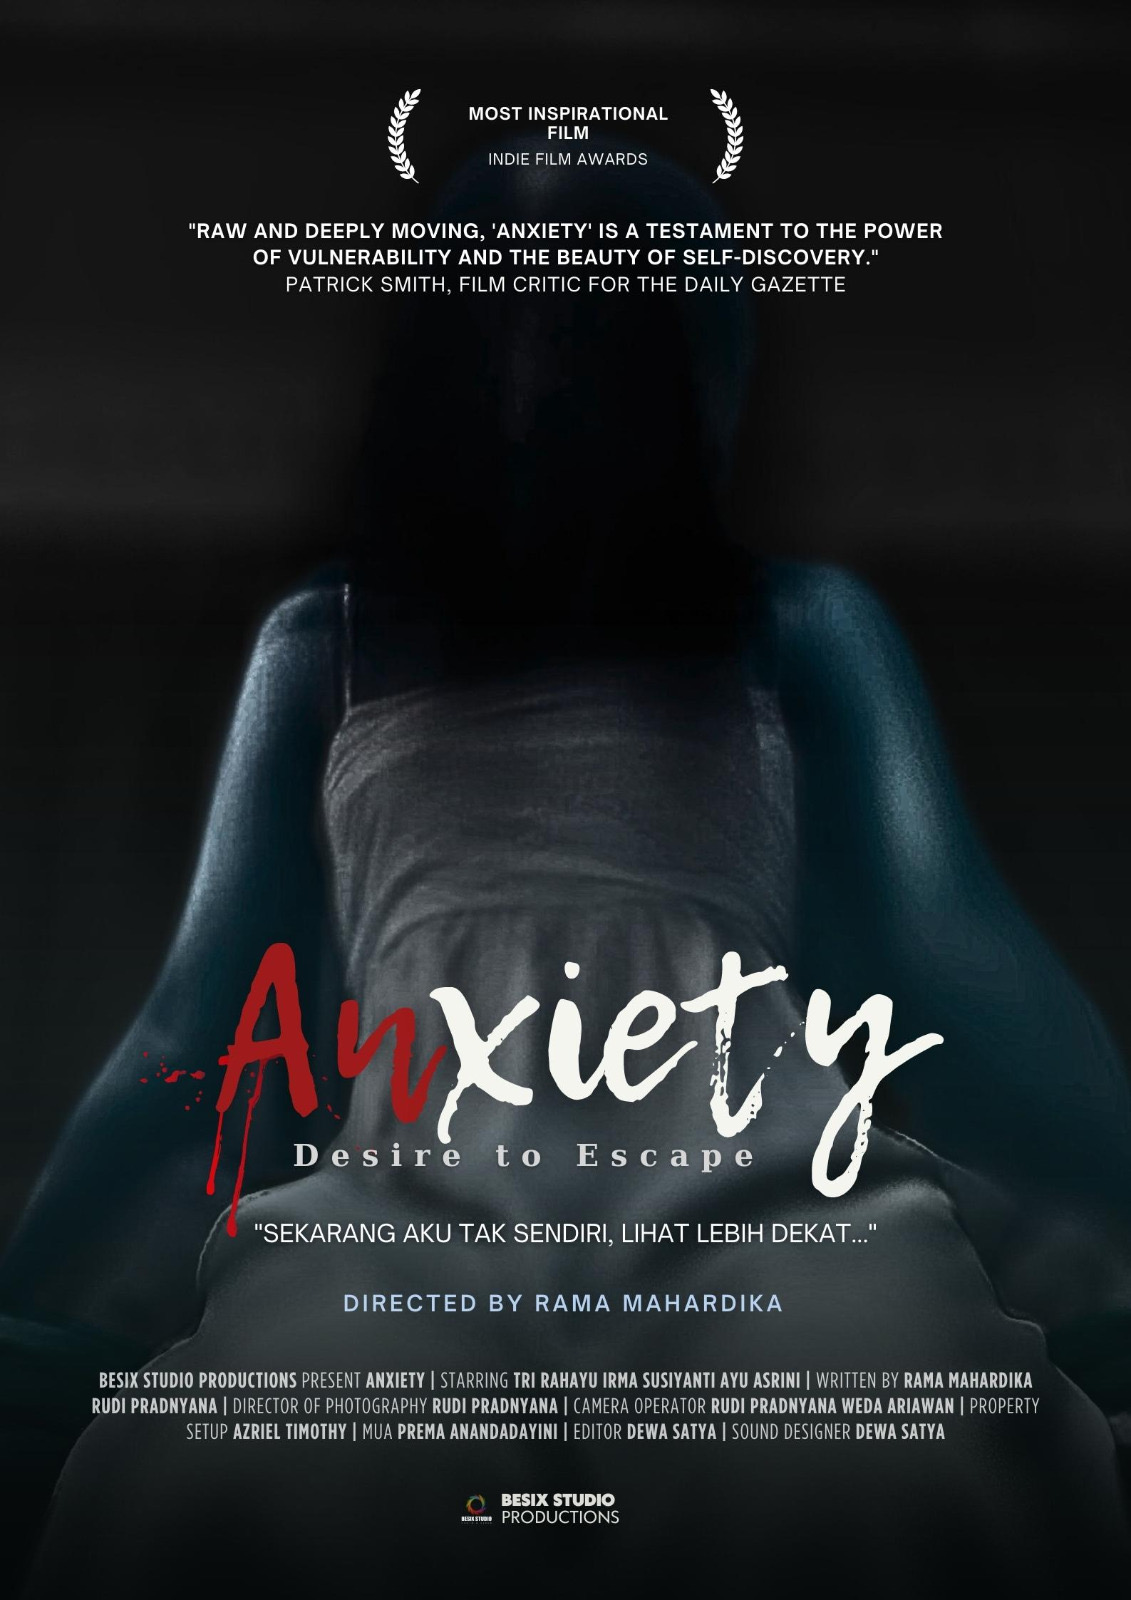 MOST INSPIRATIONAL
FILM
INDIE FILM AWARDS
"RAW AND DEEPLY MOVING, 'ANXIETY' IS A TESTAMENT TO THE POWER
OF VULNERABILITY AND THE BEAUTY OF SELF-DISCOVERY."
PATRICK SMITH, FILM CRITIC FOR THE DAILY GAZETTE
Anxiety
Desire to Escape
"SEKARANG AKU TAK SENDIRI, LIHAT LEBIH DEKAT..."
DIRECTED BY RAMA MAHARDIKA
BESIX STUDIO PRODUCTIONS PRESENT ANXIETY | STARRING TRI RAHAYU IRMA SUSIYANTI AYU ASRINI | WRITTEN BY RAMA MAHARDIKA
RUDI PRADNYANA | DIRECTOR OF PHOTOGRAPHY RUDI PRADNYANA | CAMERA OPERATOR RUDI PRADNYANA WEDA ARIAWAN | PROPERTY
SETUP AZRIEL TIMOTHY | MUA PREMA ANANDADAYINI | EDITOR DEWA SATYA | SOUND DESIGNER DEWA SATYA
BESIX STUDIO
BESIX STUDIO
PRODUCTIONS